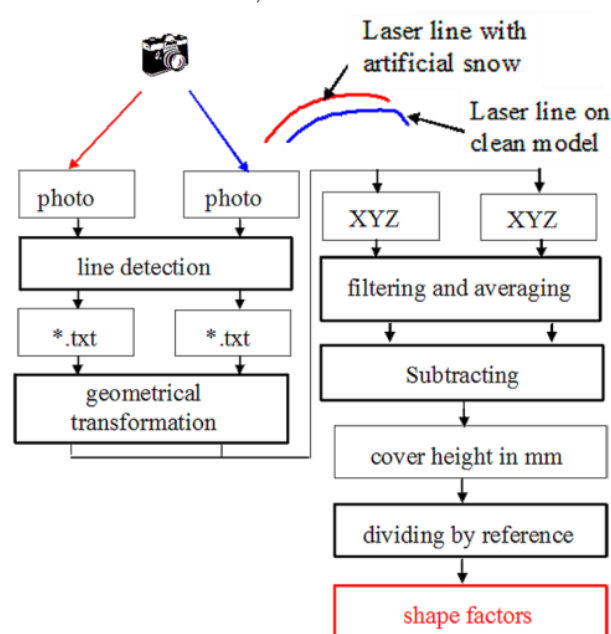 Laser line with
artificial snow
Laser line on
clean model
photo
photo
line detection
*.txt
*.txt
geometrical
transformation
XYZ
XYZ
filtering and averaging
Subtracting
cover height in mm
dividing by reference
shape factors